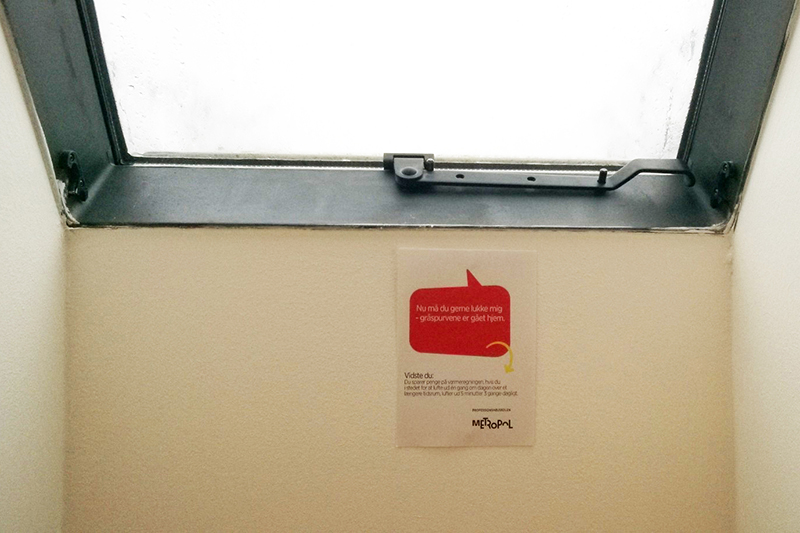 Nu må du gerne lukke mig
- gråspurvene er gået hjem.
Vidste du:
Du sparer penge på varmeregningen, hvis du
i stedet for at lufte ud en gang om dagen over et
længere tidsrum, lufter ud 5 minutter 3 gange dagligt.
METROPOL